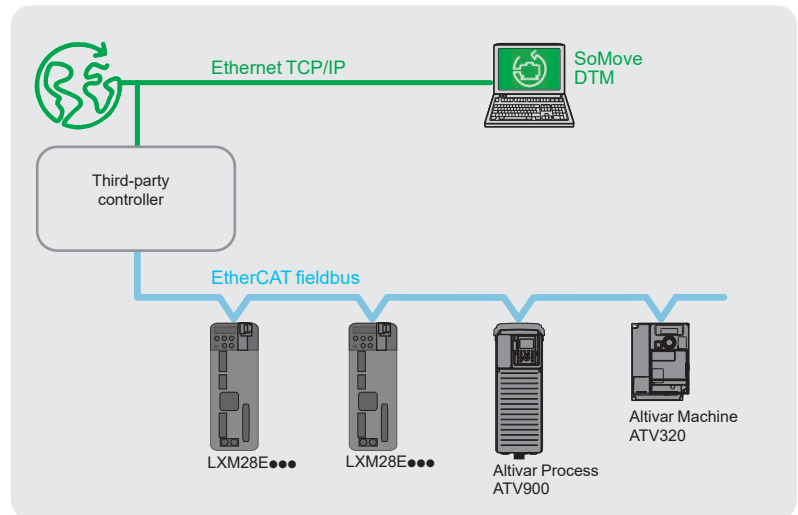 Ethernet TCP/IP
SoMove
DTM
Third-party
controller
EtherCAT fieldbus
LXM28E●●●
LXM28E●●●
Altivar Process
ATV900
Altivar Machine
ATV320